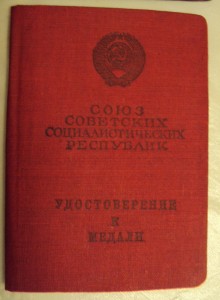 СОЮЗ
СОВЕТСКИХ
СОЦИАЛИСТИЧЕСКИХ
РЕСПУБЛИК
УДОСТОВЕРЕНИЕ
К
МЕДАЛИ